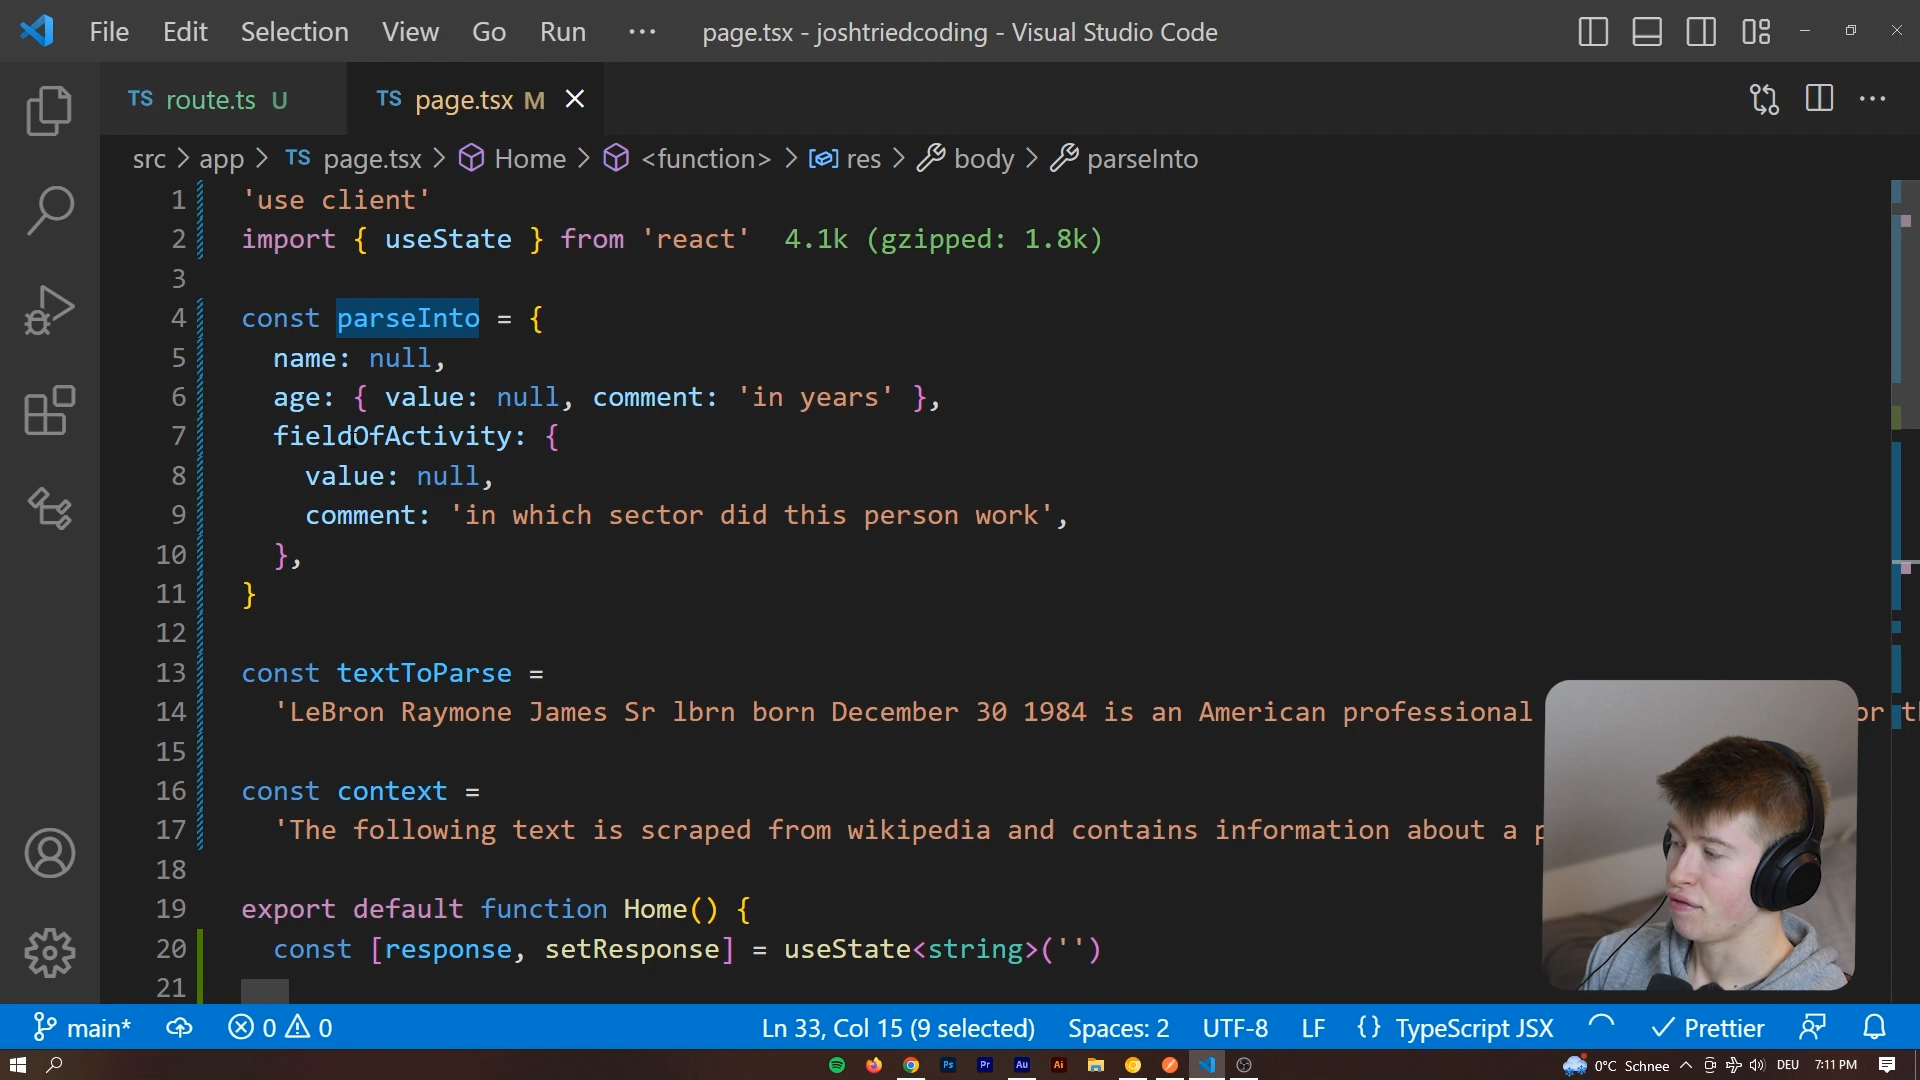 File Edit Selection View Go Run ··· page.tsx - joshtriedcoding - Visual Studio Code
TS route.ts U TS page.tsx M
src > app > TS page.tsx > Home > <function> > res > body > parseInto
1 'use client'
2 import { useState } from 'react' 4.1k (gzipped: 1.8k)
3
4 const parseInto = {
5 name: null,
6 age: { value: null, comment: 'in years' },
7 fieldOfActivity: {
8 value: null,
9 comment: 'in which sector did this person work',
10 },
11 }
12
13 const textToParse =
14 'LeBron Raymone James Sr lbrn born December 30 1984 is an American professional or th
15
16 const context =
17 'The following text is scraped from wikipedia and contains information about a p
18
19 export default function Home() {
20 const [response, setResponse] = useState<string>('')
21
main* 0 0 Ln 33, Col 15 (9 selected) Spaces: 2 UTF-8 LF {} TypeScript JSX Prettier
Ps Pr Au Ai 0°C Schnee DEU 7:11 PM